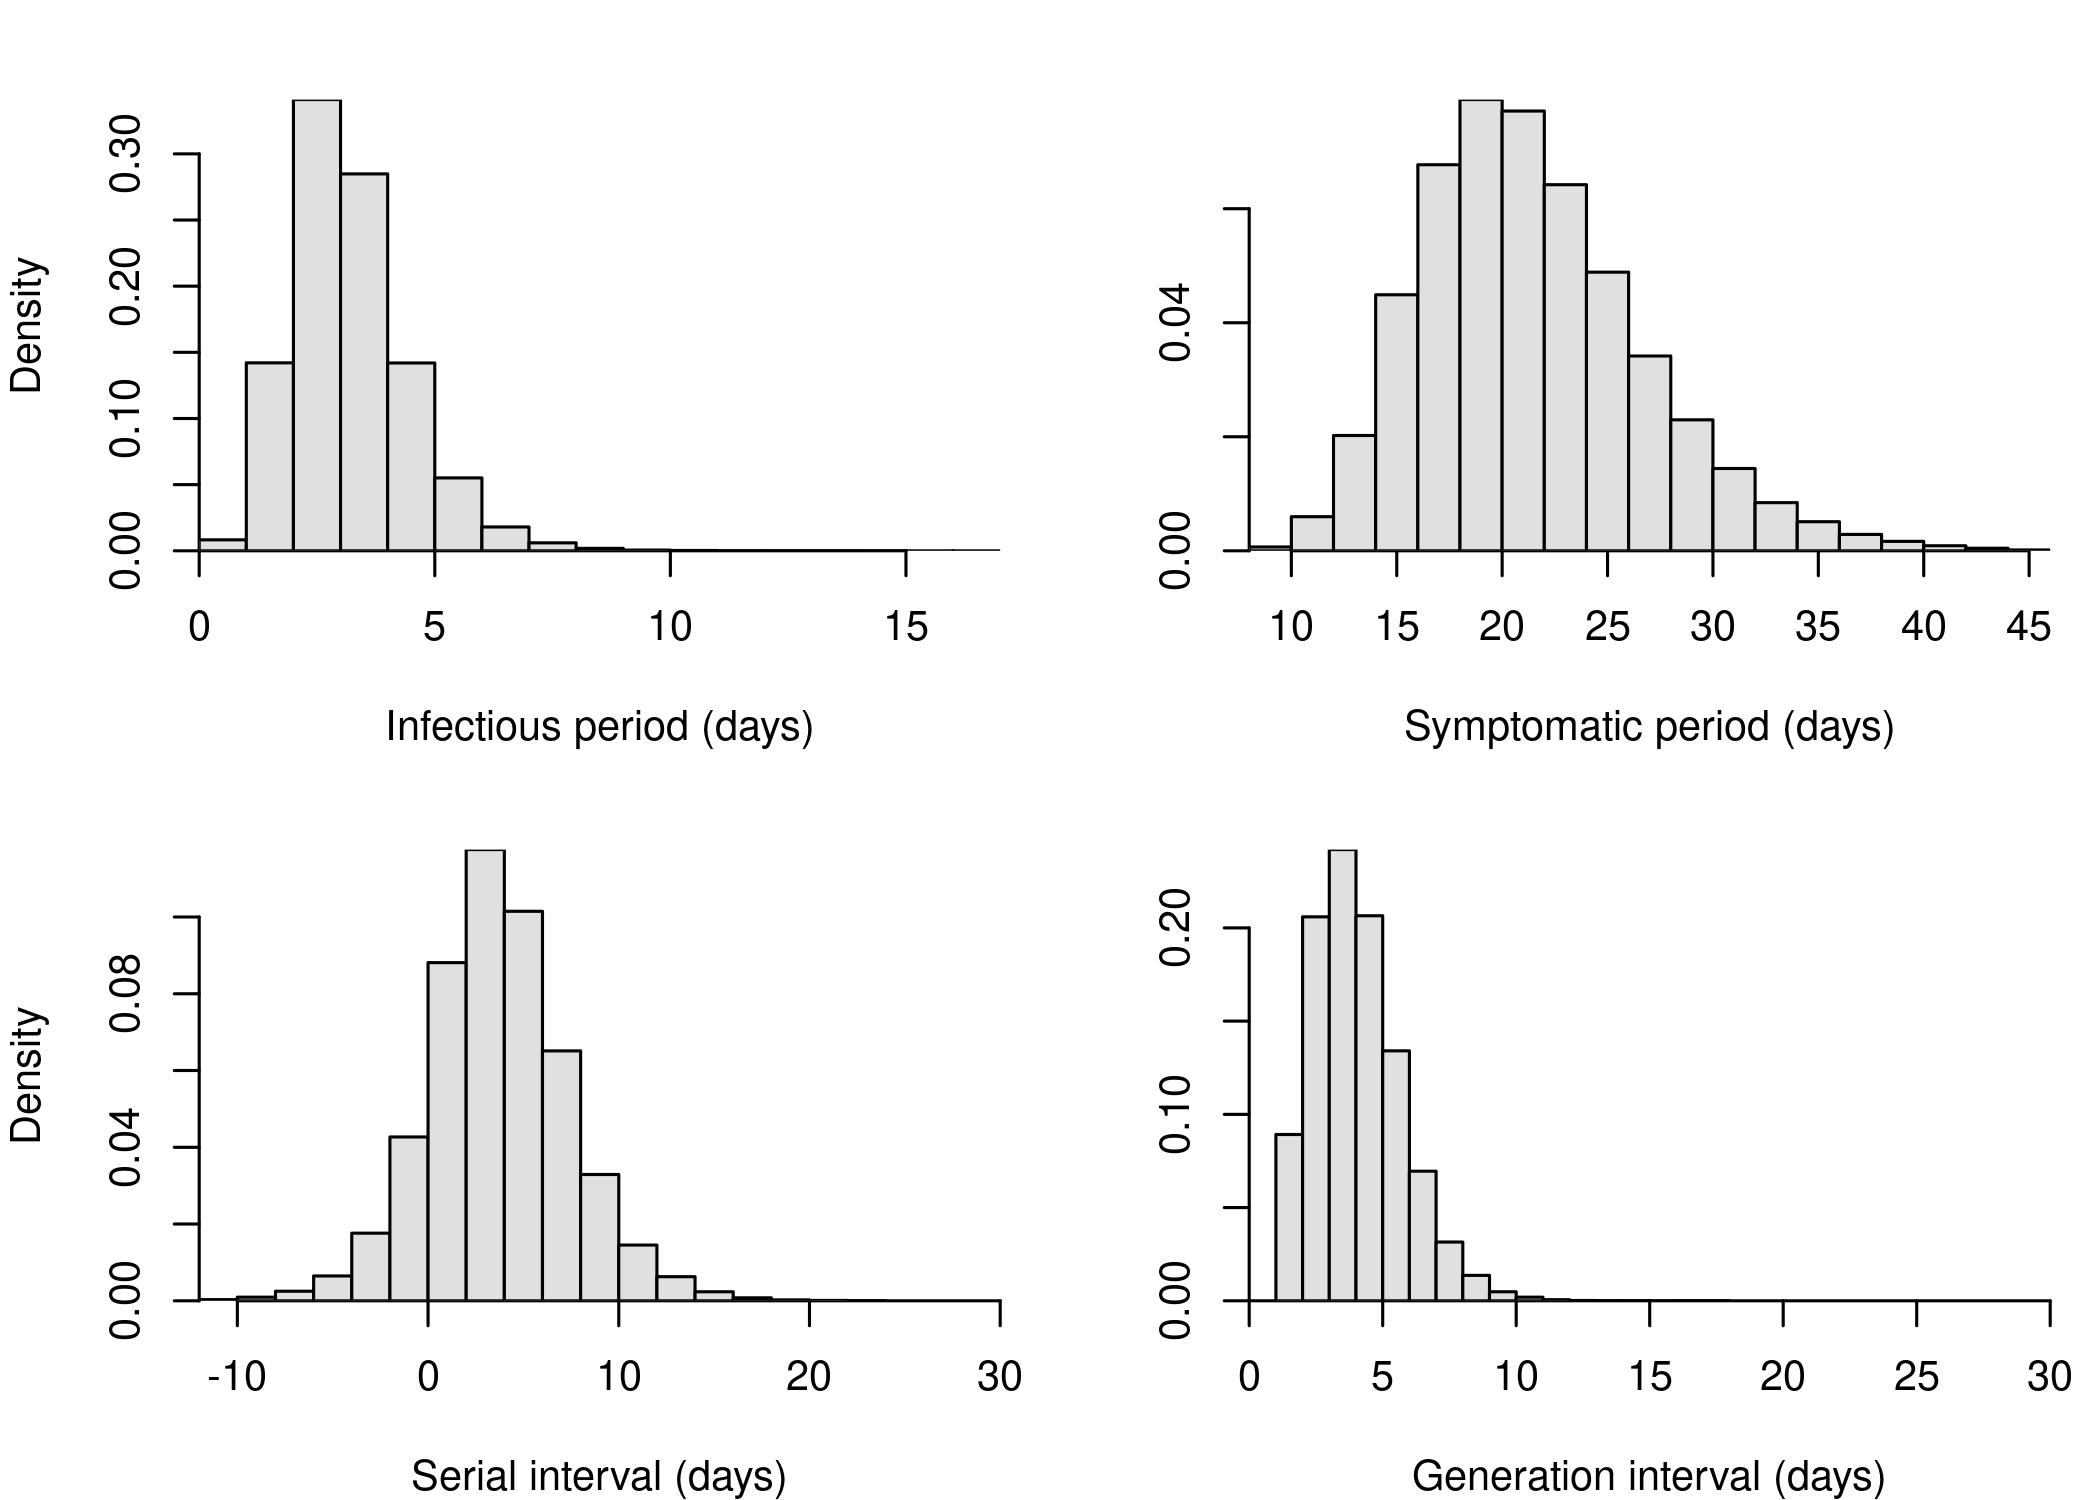 Density
0.00 0.10 0.20 0.30
0 5 10 15
Infectious period (days)
0.00 0.04
10 15 20 25 30 35 40 45
Symptomatic period (days)
Density
0.00 0.04 0.08
-10 0 10 20 30
Serial interval (days)
0.00 0.10 0.20
0 5 10 15 20 25 30
Generation interval (days)